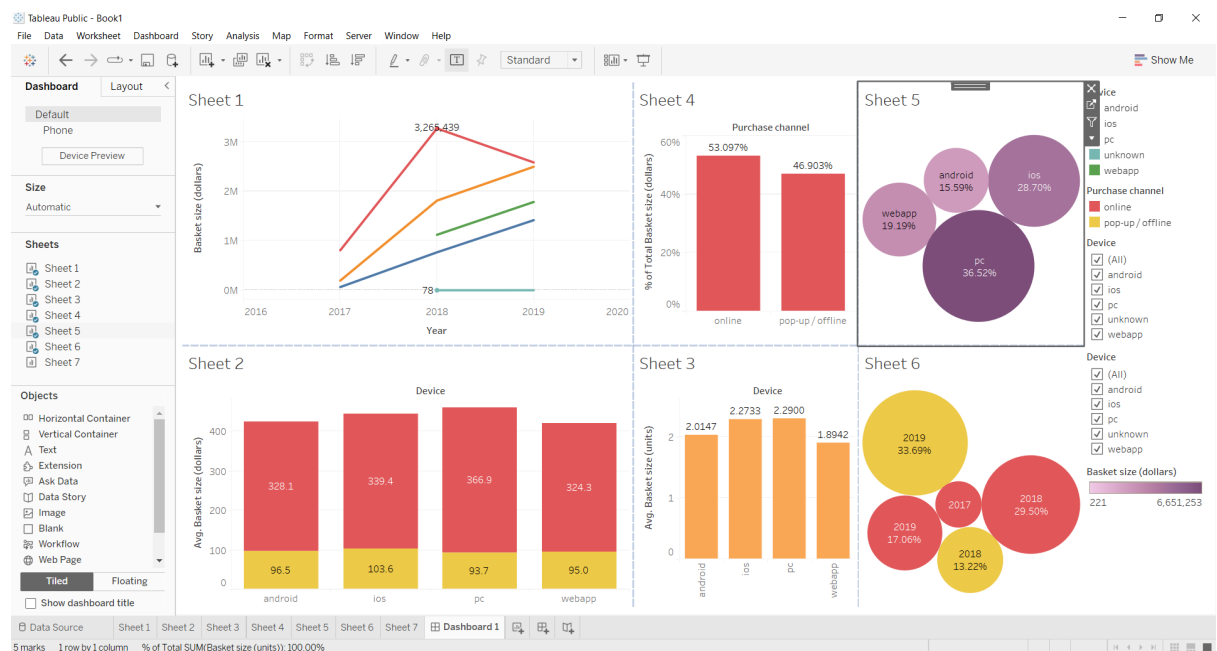 Tableau Public - Book1
File Data Worksheet Dashboard Story Analysis Map Format Server Window Help
Standard
Show Me
Dashboard Layout
Default
Phone
Device Preview
Size
Automatic
Sheets
Sheet 1
Sheet 2
Sheet 3
Sheet 4
Sheet 5
Sheet 6
Sheet 7
Objects
Horizontal Container
Vertical Container
Text
Extension
Ask Data
Data Story
Image
Blank
Workflow
Web Page
Tiled Floating
Show dashboard title
Sheet 1
3,265,439
3M
2M
1M
0M
78
Basket size (dollars)
2016 2017 2018 2019 2020
Year
Sheet 4
Purchase channel
60%
40%
20%
0%
53.097%
46.903%
% of Total Basket size (dollars)
online pop-up / offline
Sheet 5
android
15.59%
ios
28.70%
webapp
19.19%
pc
36.52%
android
ios
pc
unknown
webapp
Purchase channel
online
pop-up / offline
Device
(All)
android
ios
pc
unknown
webapp
Device
(All)
android
ios
pc
unknown
webapp
Basket size (dollars)
221 6,651,253
Sheet 2
Device
400
300
200
100
0
Avg. Basket size (dollars)
328.1 339.4 366.9 324.3
96.5 103.6 93.7 95.0
android ios pc webapp
Sheet 3
Device
2
1
0
Avg. Basket size (units)
2.0147 2.2733 2.2900 1.8942
android ios pc webapp
Sheet 6
2019
33.69%
2017
2018
29.50%
2019
17.06%
2018
13.22%
Data Source Sheet 1 Sheet 2 Sheet 3 Sheet 4 Sheet 5 Sheet 6 Sheet 7 Dashboard 1
5 marks 1 row by 1 column % of Total SUM(Basket size (units)): 100.00%